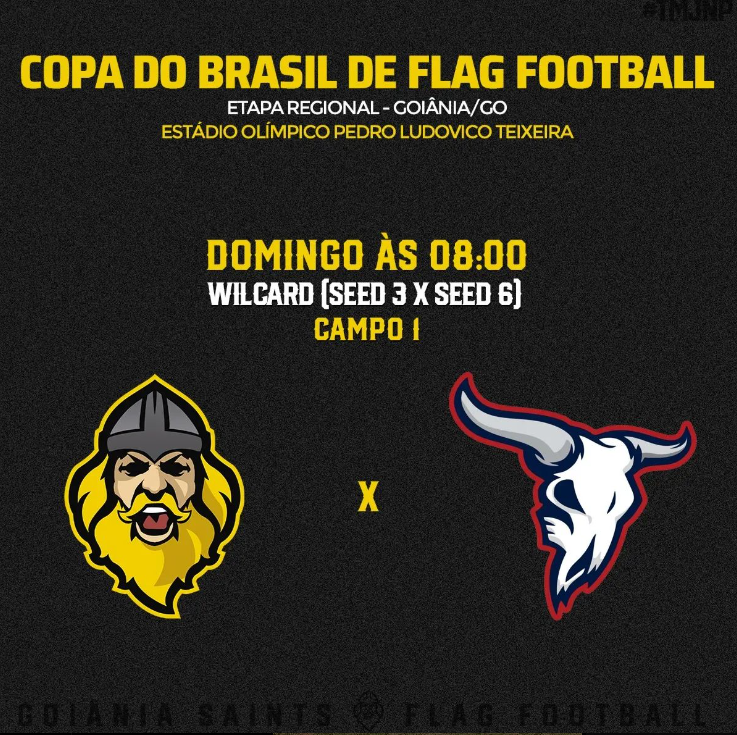 #1MJNP
COPA DO BRASIL DE FLAG FOOTBALL
ETAPA REGIONAL - GOIÂNIA/GO
ESTÁDIO OLÍMPICO PEDRO LUDOVICO TEIXEIRA
DOMINGO ÀS 08:00
WILCARD (SEED 3 X SEED 6)
CAMPO 1
X
GOIÂNIA SAINTS FLAG FOOTBALL